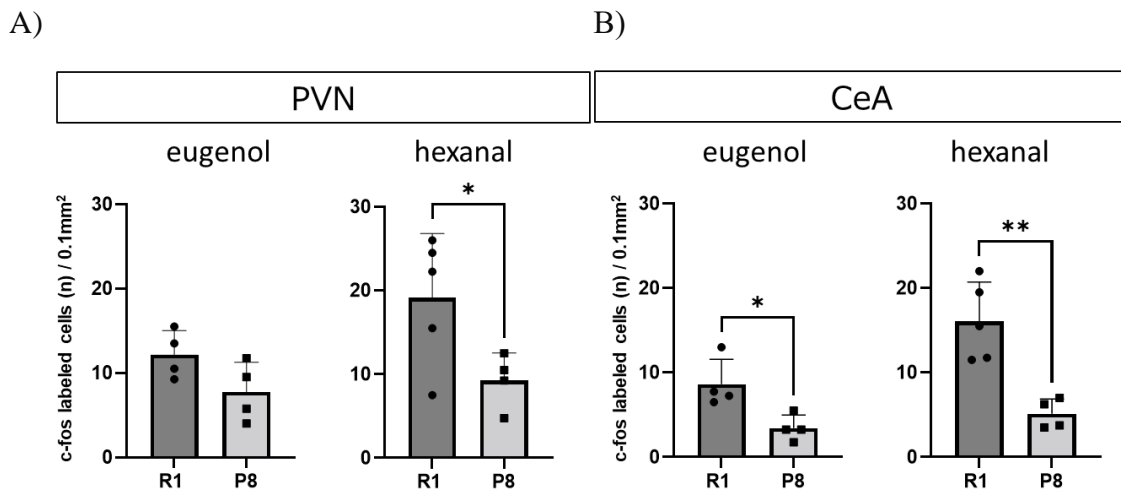 A)
B)
PVN
CeA
eugenol
hexanal
eugenol
hexanal
c-fos labeled cells (n) / 0.1mm²
30
20
10
0
R1
P8
30
20
10
0
*
R1
P8
c-fos labeled cells (n) / 0.1mm²
30
20
10
0
*
R1
P8
30
20
10
0
**
R1
P8